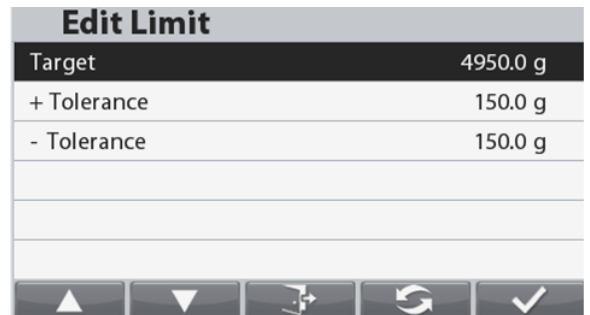 Edit Limit
Target 4950.0 g
+ Tolerance 150.0 g
- Tolerance 150.0 g